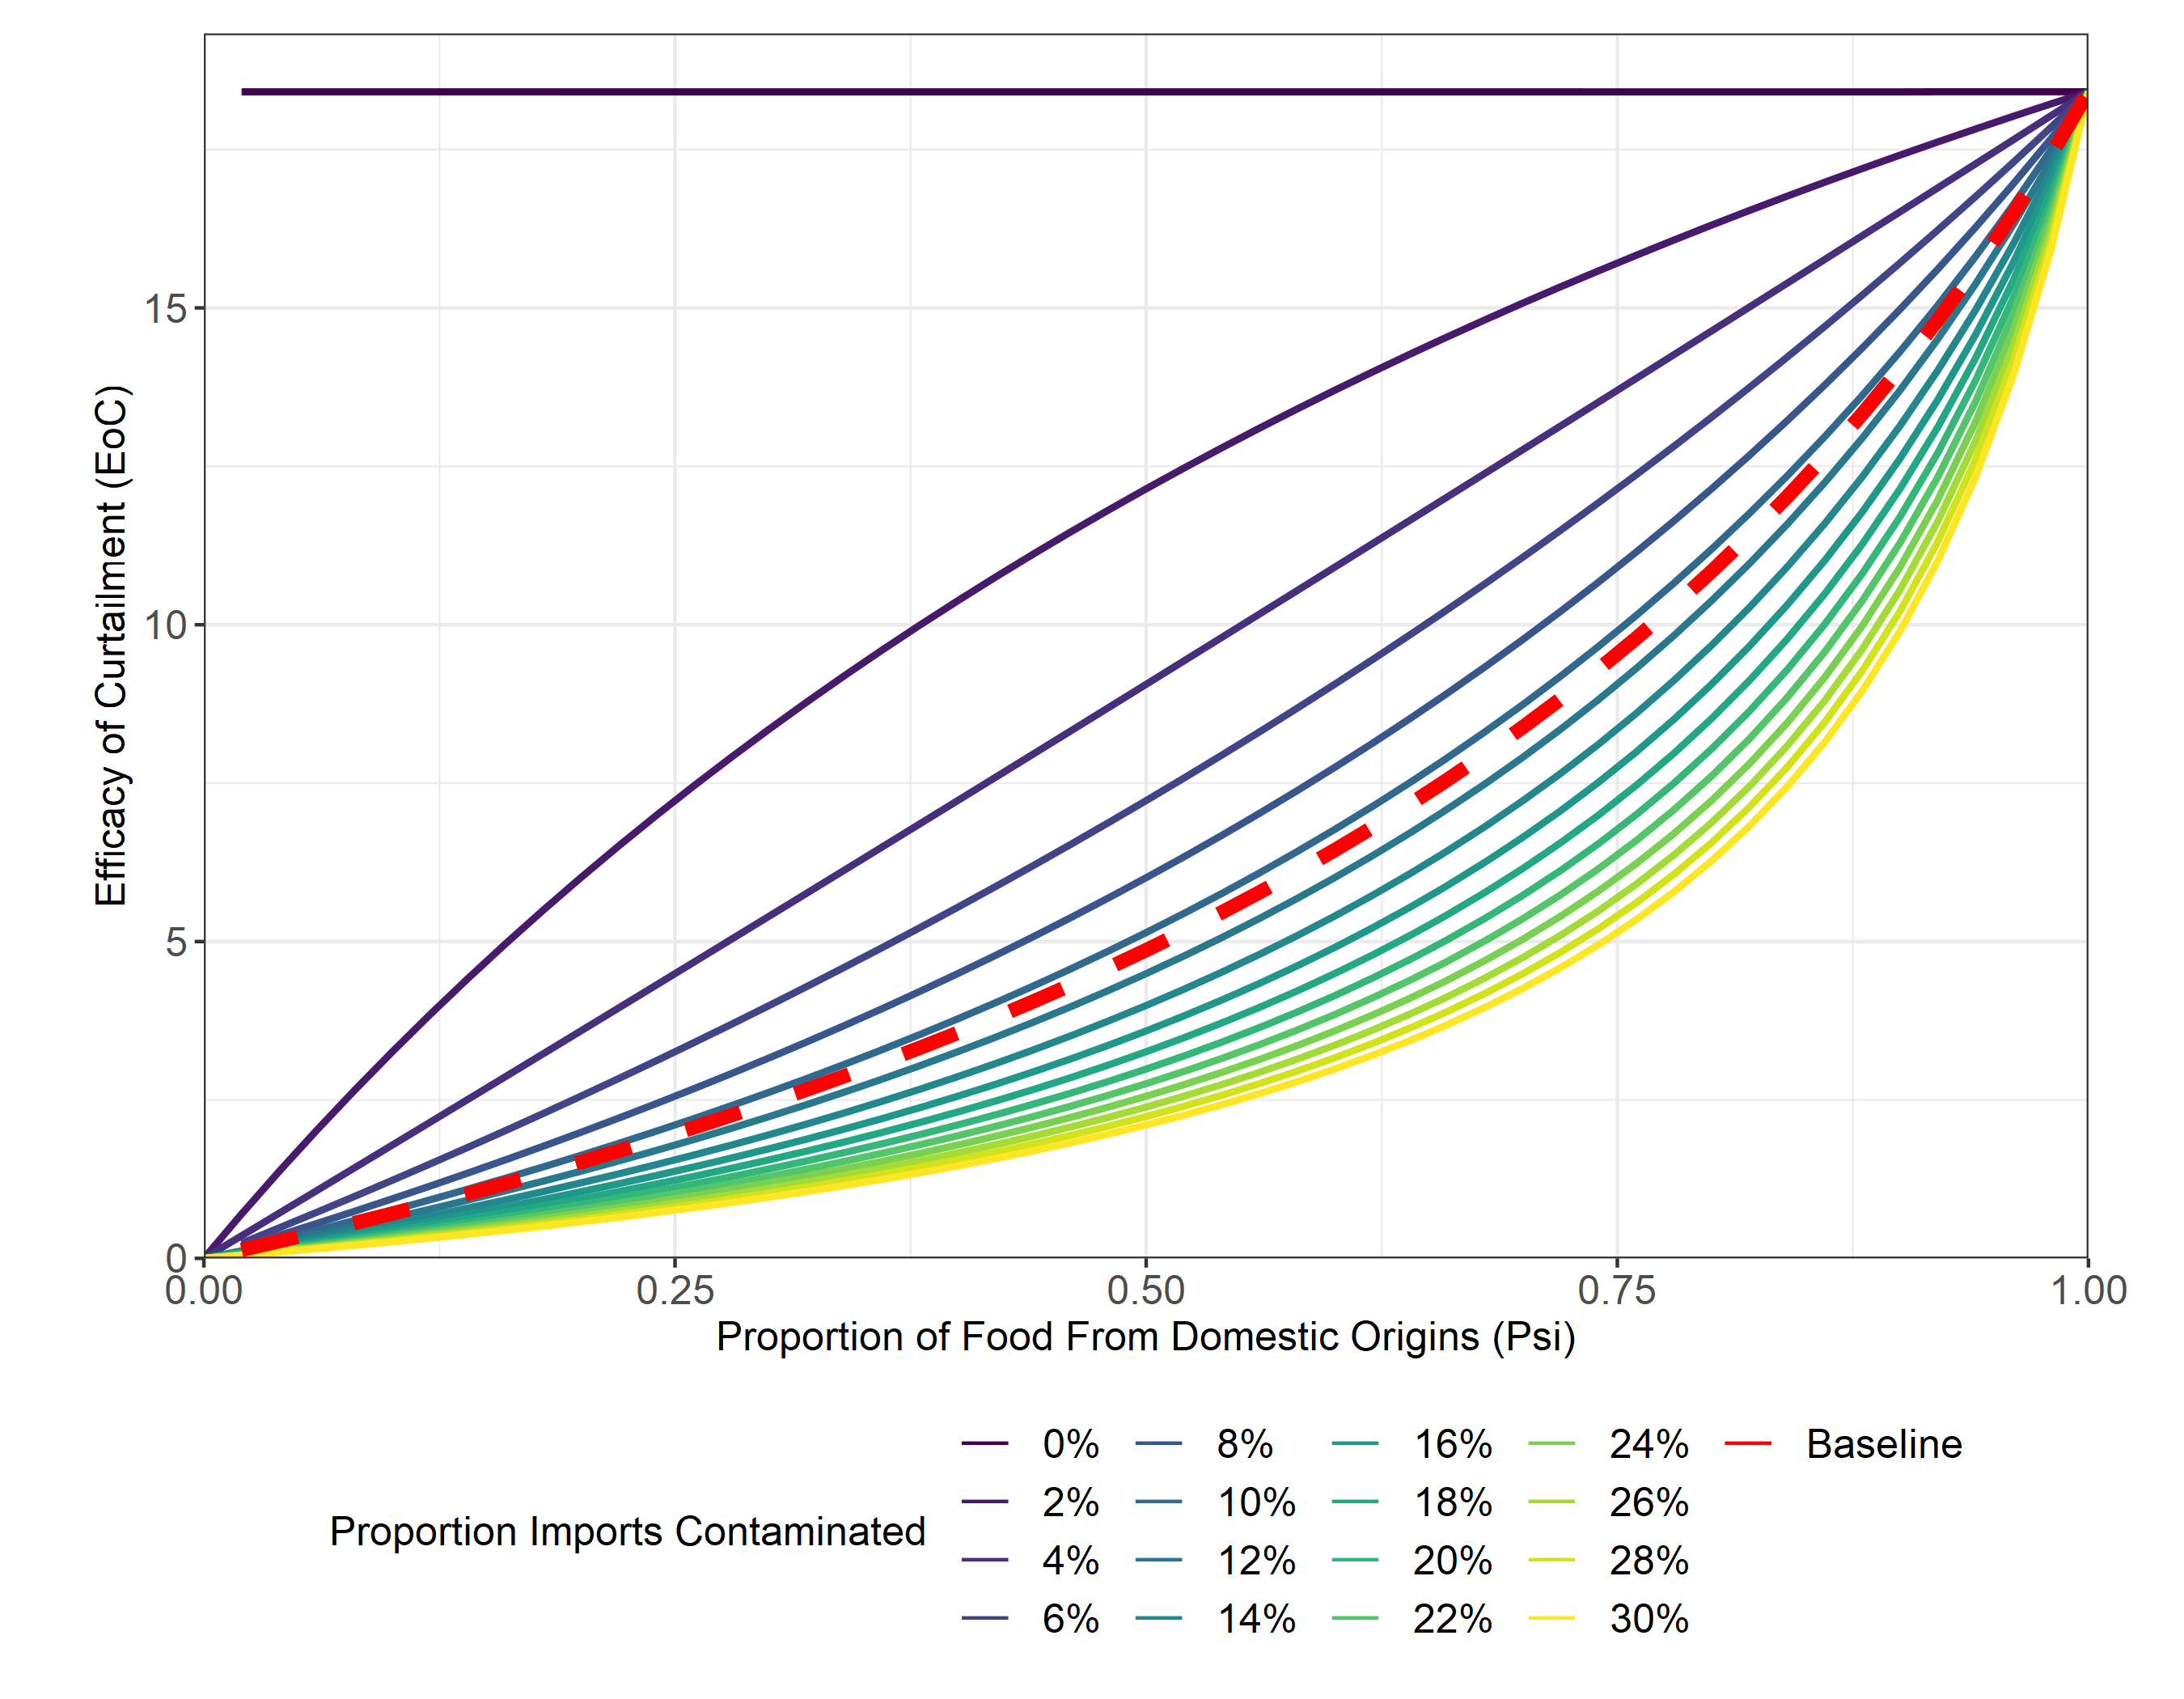 Efficacy of Curtailment (EoC)
15
10
5
0
0.00 0.25 0.50 0.75 1.00
Proportion of Food From Domestic Origins (Psi)
Proportion Imports Contaminated
0% 8% 16% 24% Baseline
2% 10% 18% 26%
4% 12% 20% 28%
6% 14% 22% 30%